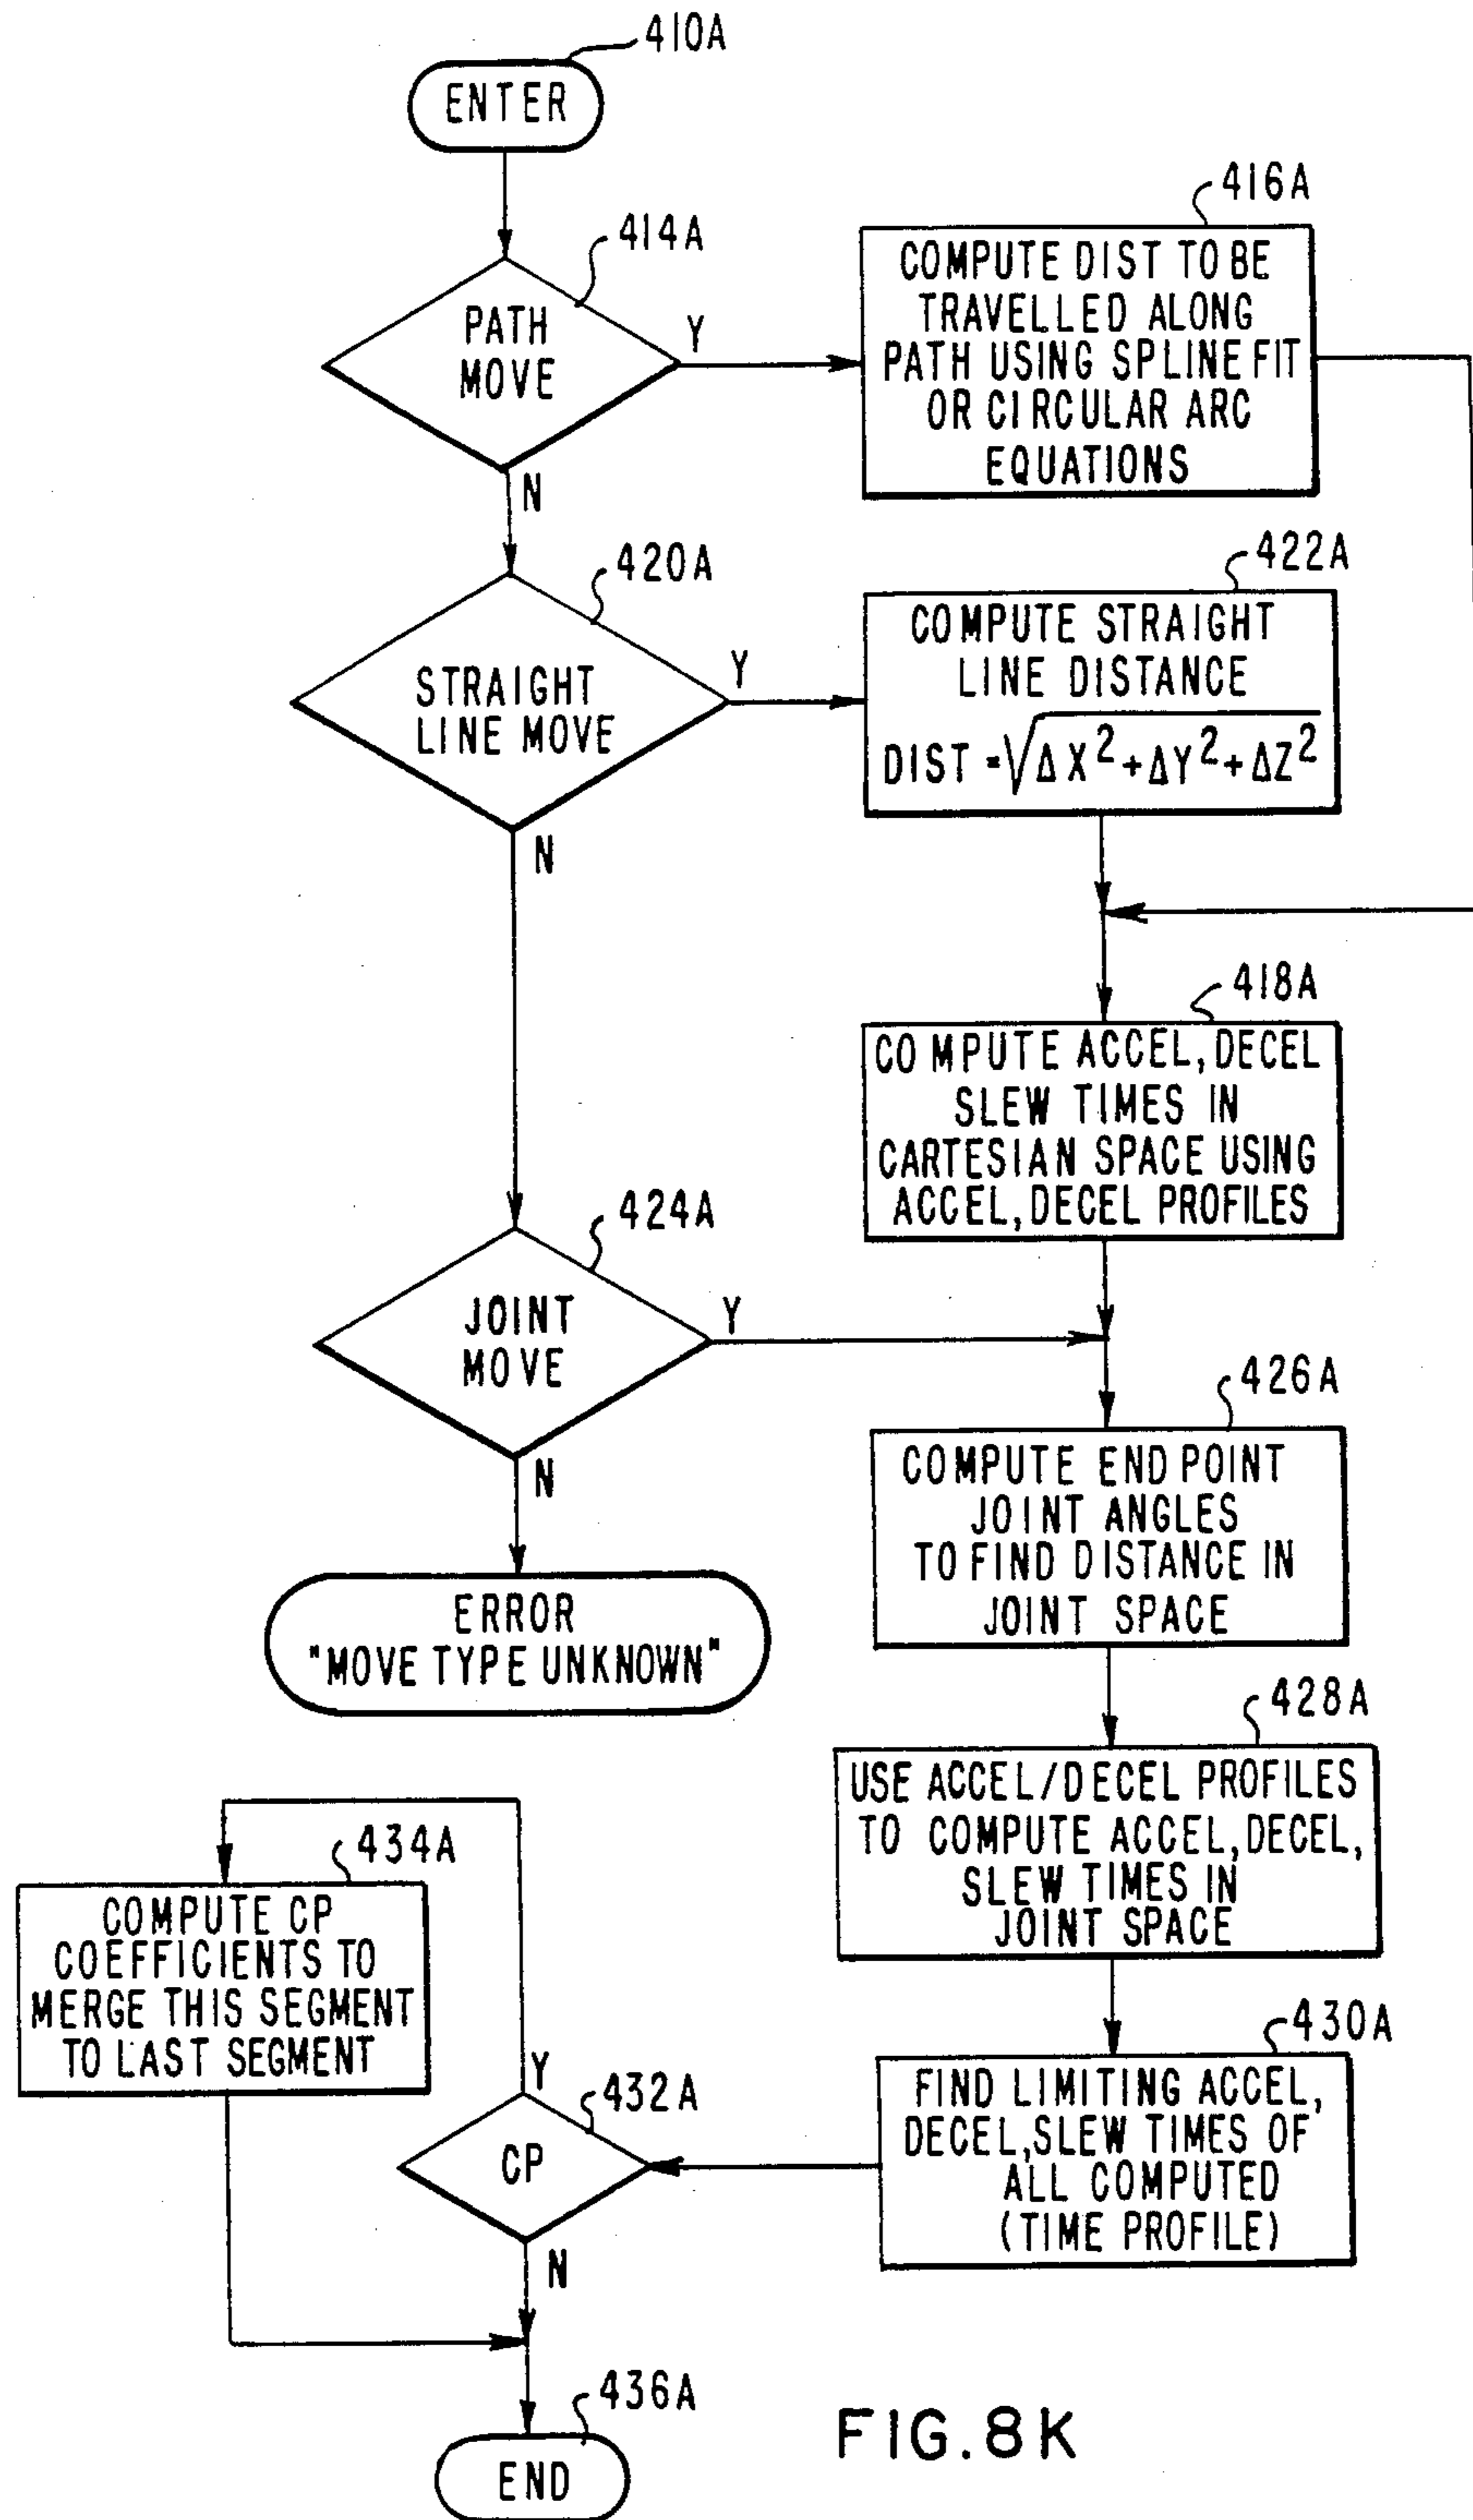 410A
ENTER
416A
414A
COMPUTE DIST TO BE
TRAVELLED ALONG
PATH USING SPLINE FIT
OR CIRCULAR ARC
EQUATIONS
PATH
MOVE
Y
N
420A
422A
COMPUTE STRAIGHT
LINE DISTANCE
DIST = √ΔX²+ΔY²+ΔZ²
STRAIGHT
LINE MOVE
Y
N
418A
COMPUTE ACCEL, DECEL
SLEW TIMES IN
CARTESIAN SPACE USING
ACCEL, DECEL PROFILES
424A
JOINT
MOVE
Y
N
426A
COMPUTE END POINT
JOINT ANGLES
TO FIND DISTANCE IN
JOINT SPACE
ERROR
"MOVE TYPE UNKNOWN"
428A
USE ACCEL/DECEL PROFILES
TO COMPUTE ACCEL, DECEL,
SLEW TIMES IN
JOINT SPACE
434A
COMPUTE CP
COEFFICIENTS TO
MERGE THIS SEGMENT
TO LAST SEGMENT
430A
FIND LIMITING ACCEL,
DECEL, SLEW TIMES OF
ALL COMPUTED
(TIME PROFILE)
Y
432A
CP
N
436A
END
FIG. 8K